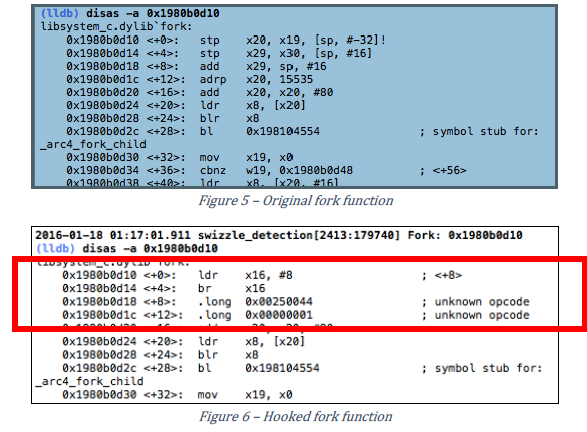 (lldb) disas -a 0x1980b0d10
libsystem_c.dylib`fork:
0x1980b0d10 <+0>: stp x20, x19, [sp, #-32]!
0x1980b0d14 <+4>: stp x29, x30, [sp, #16]
0x1980b0d18 <+8>: add x29, sp, #16
0x1980b0d1c <+12>: adrp x20, 15535
0x1980b0d20 <+16>: add x20, x20, #80
0x1980b0d24 <+20>: ldr x8, [x20]
0x1980b0d28 <+24>: blr x8
0x1980b0d2c <+28>: bl 0x198104554 ; symbol stub for:
_arc4_fork_child
0x1980b0d30 <+32>: mov x19, x0
0x1980b0d34 <+36>: cbnz w19, 0x1980b0d48 ; <+56>
0x1980b0d38 <+40>: ldr x8, [x20, #16]
Figure 5 – Original fork function
2016-01-18 01:17:01.911 swizzle_detection[2413:179740] Fork: 0x1980b0d10
(lldb) disas -a 0x1980b0d10
libsystem_c.dylib`fork:
0x1980b0d10 <+0>: ldr x16, #8 ; <+8>
0x1980b0d14 <+4>: br x16
0x1980b0d18 <+8>: .long 0x00250044 ; unknown opcode
0x1980b0d1c <+12>: .long 0x00000001 ; unknown opcode
0x1980b0d20 <+16>: add x20, x20, #80
0x1980b0d24 <+20>: ldr x8, [x20]
0x1980b0d28 <+24>: blr x8
0x1980b0d2c <+28>: bl 0x198104554 ; symbol stub for:
_arc4_fork_child
0x1980b0d30 <+32>: mov x19, x0
Figure 6 – Hooked fork function